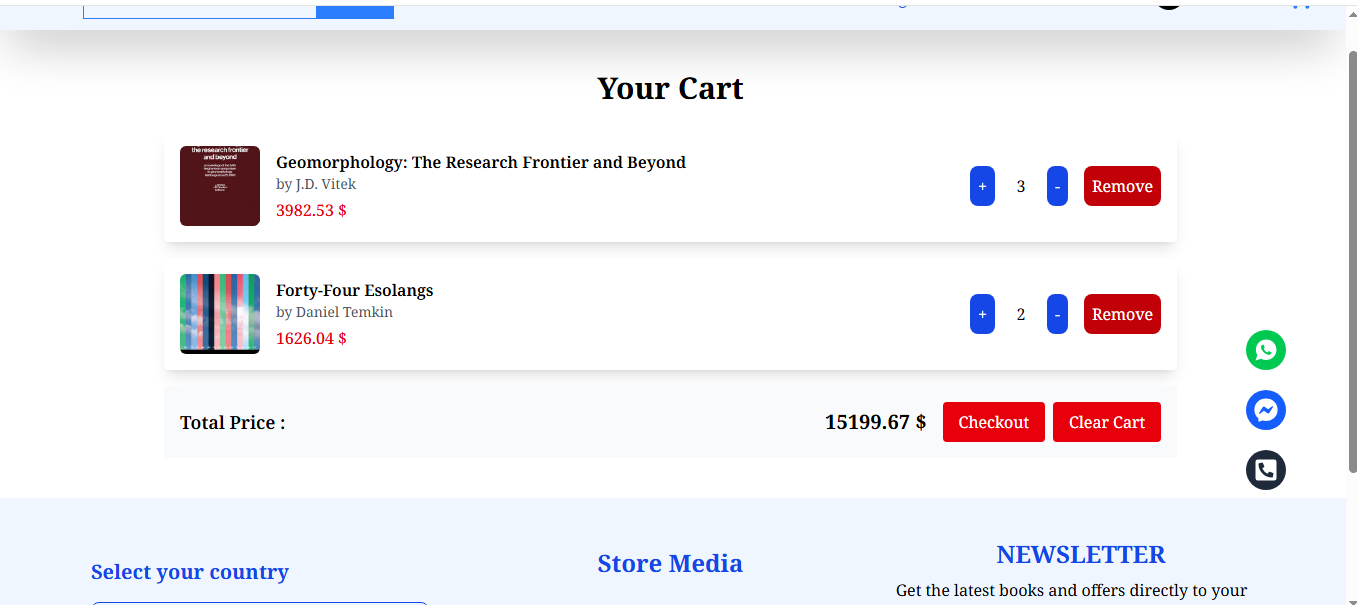 Your Cart
the research frontier
and beyond
Geomorphology: The Research Frontier and Beyond
by J.D. Vitek
3982.53 $
+ 3 - Remove
Forty-Four Esolangs
by Daniel Temkin
1626.04 $
+ 2 - Remove
Total Price : 15199.67 $ Checkout Clear Cart
Select your country
Store Media
NEWSLETTER
Get the latest books and offers directly to your